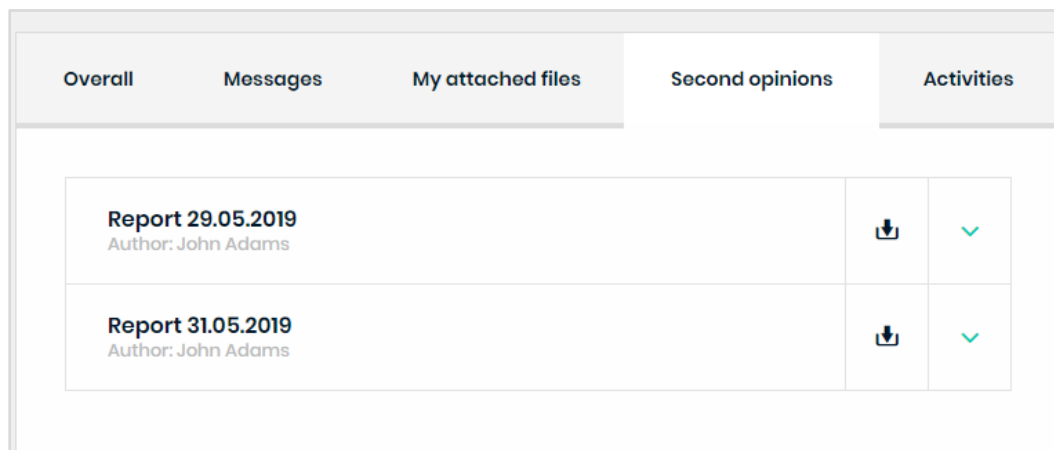 Overall Messages My attached files Second opinions Activities
Report 29.05.2019
Author: John Adams
Report 31.05.2019
Author: John Adams